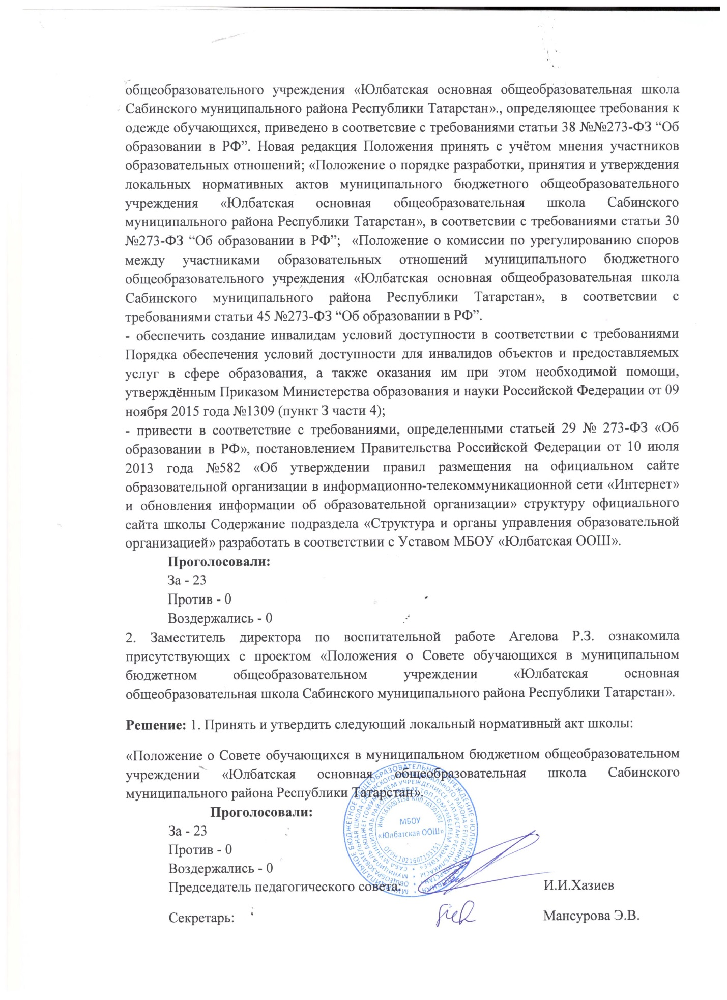 общеобразовательного учреждения «Юлбатская основная общеобразовательная школа
Сабинского муниципального района Республики Татарстан»., определяющее требования к
одежде обучающихся, приведено в соответсвие с требованиями статьи 38 №№273-ФЗ “Об
образовании в РФ”. Новая редакция Положения принять с учётом мнения участников
образовательных отношений; «Положение о порядке разработки, принятия и утверждения
локальных нормативных актов муниципального бюджетного общеобразовательного
учреждения «Юлбатская основная общеобразовательная школа Сабинского
муниципального района Республики Татарстан», в соответсвии с требованиями статьи 30
№273-ФЗ “Об образовании в РФ”; «Положение о комиссии по урегулированию споров
между участниками образовательных отношений муниципального бюджетного
общеобразовательного учреждения «Юлбатская основная общеобразовательная школа
Сабинского муниципального района Республики Татарстан», в соответсвии с
требованиями статьи 45 №273-ФЗ “Об образовании в РФ”.
- обеспечить создание инвалидам условий доступности в соответствии с требованиями
Порядка обеспечения условий доступности для инвалидов объектов и предоставляемых
услуг в сфере образования, а также оказания им при этом необходимой помощи,
утверждённым Приказом Министерства образования и науки Российской Федерации от 09
ноября 2015 года №1309 (пункт 3 части 4);
- привести в соответствие с требованиями, определенными статьей 29 № 273-ФЗ «Об
образовании в РФ», постановлением Правительства Российской Федерации от 10 июля
2013 года №582 «Об утверждении правил размещения на официальном сайте
образовательной организации в информационно-телекоммуникационной сети «Интернет»
и обновления информации об образовательной организации» структуру официального
сайта школы Содержание подраздела «Структура и органы управления образовательной
организацией» разработать в соответствии с Уставом МБОУ «Юлбатская ООШ».
Проголосовали:
За - 23
Против - 0
Воздержались - 0
2. Заместитель директора по воспитательной работе Агелова Р.З. ознакомила
присутствующих с проектом «Положения о Совете обучающихся в муниципальном
бюджетном общеобразовательном учреждении «Юлбатская основная
общеобразовательная школа Сабинского муниципального района Республики Татарстан».
Решение: 1. Принять и утвердить следующий локальный нормативный акт школы:
«Положение о Совете обучающихся в муниципальном бюджетном общеобразовательном
учреждении «Юлбатская основная общеобразовательная школа Сабинского
муниципального района Республики Татарстан».
Проголосовали:
За - 23
Против - 0
Воздержались - 0
Председатель педагогического совета: И.И.Хазиев
Секретарь: Мансурова Э.В.
ИНН 1635003158 КПП 163501001
МБОУ
«Юлбатская ООШ»
ОГРН 1021607155151